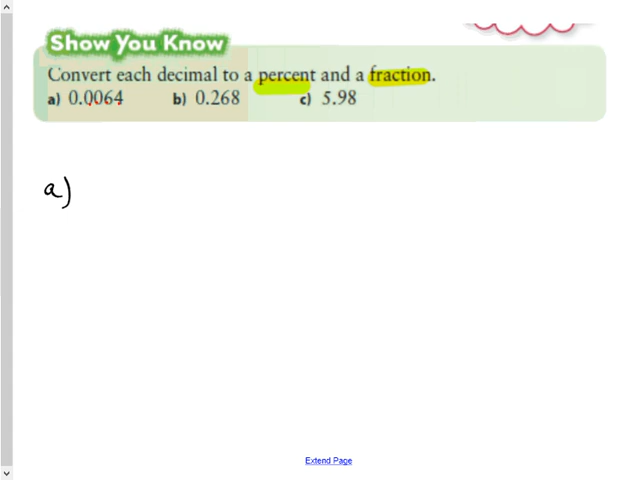 Show You Know
Convert each decimal to a percent and a fraction.
a) 0.0064 b) 0.268 c) 5.98
a)
Extend Page